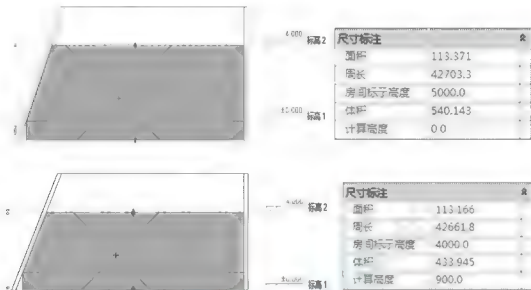 4.000 标高2
±0.000 标高1
尺寸标注
面积 113.371
周长 42703.3
房间标示高度 5000.0
体积 540.143
计算高度 0.0
标高2
标高1
尺寸标注
面积 113.166
周长 42661.8
房间标示高度 4000.0
体积 433.945
计算高度 900.0